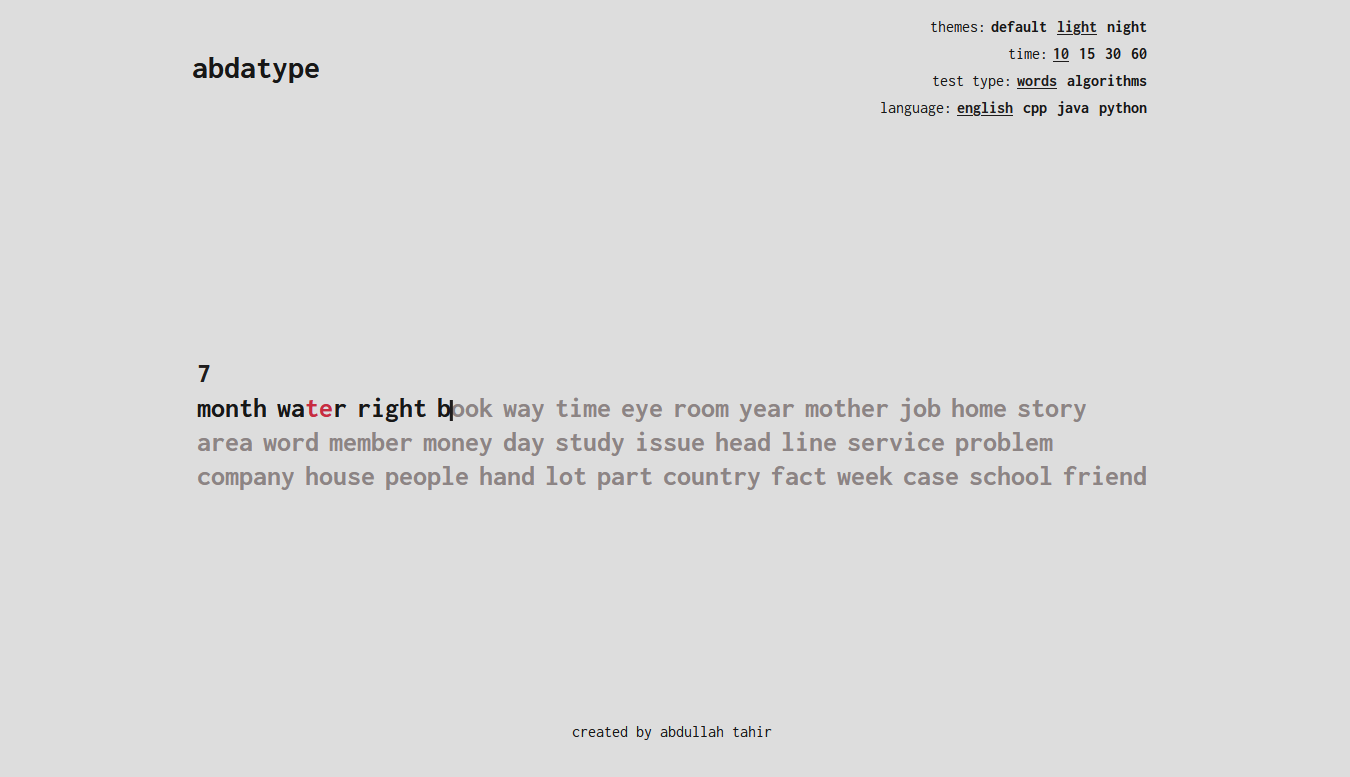 themes: default light night
abdatype
time: 10 15 30 60
test type: words algorithms
language: english cpp java python
7
month water right book way time eye room year mother job home story
area word member money day study issue head line service problem
company house people hand lot part country fact week case school friend
created by abdullah tahir